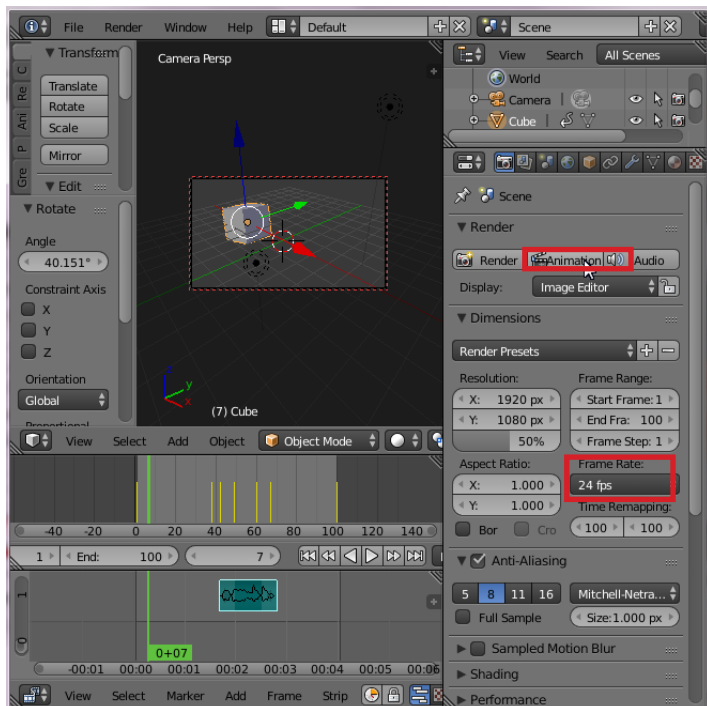 File Render Window Help Default Scene
Transform
C
Re
Ani
P
Gre
Translate
Rotate
Scale
Mirror
Edit
Rotate
Angle
40.151°
Constraint Axis
X
Y
Z
Orientation
Global
Camera Persp
z
y
x
(7) Cube
View Select Add Object Object Mode
-40 -20 0 20 40 60 80 100 120 140
1 End: 100 7
1
0
0+07
-00:01 00:00 00:01 00:02 00:03 00:04 00:05 00:06
View Select Marker Add Frame Strip
View Search All Scenes
World
Camera
Cube
Scene
Render
Render Animation Audio
Display: Image Editor
Dimensions
Render Presets
Resolution: Frame Range:
X: 1920 px Start Frame: 1
Y: 1080 px End Fra: 100
50% Frame Step: 1
Aspect Ratio: Frame Rate:
X: 1.000 24 fps
Y: 1.000 Time Remapping:
Bor Cro 100 100
Anti-Aliasing
5 8 11 16 Mitchell-Netra...
Full Sample Size:1.000 px
Sampled Motion Blur
Shading
Performance